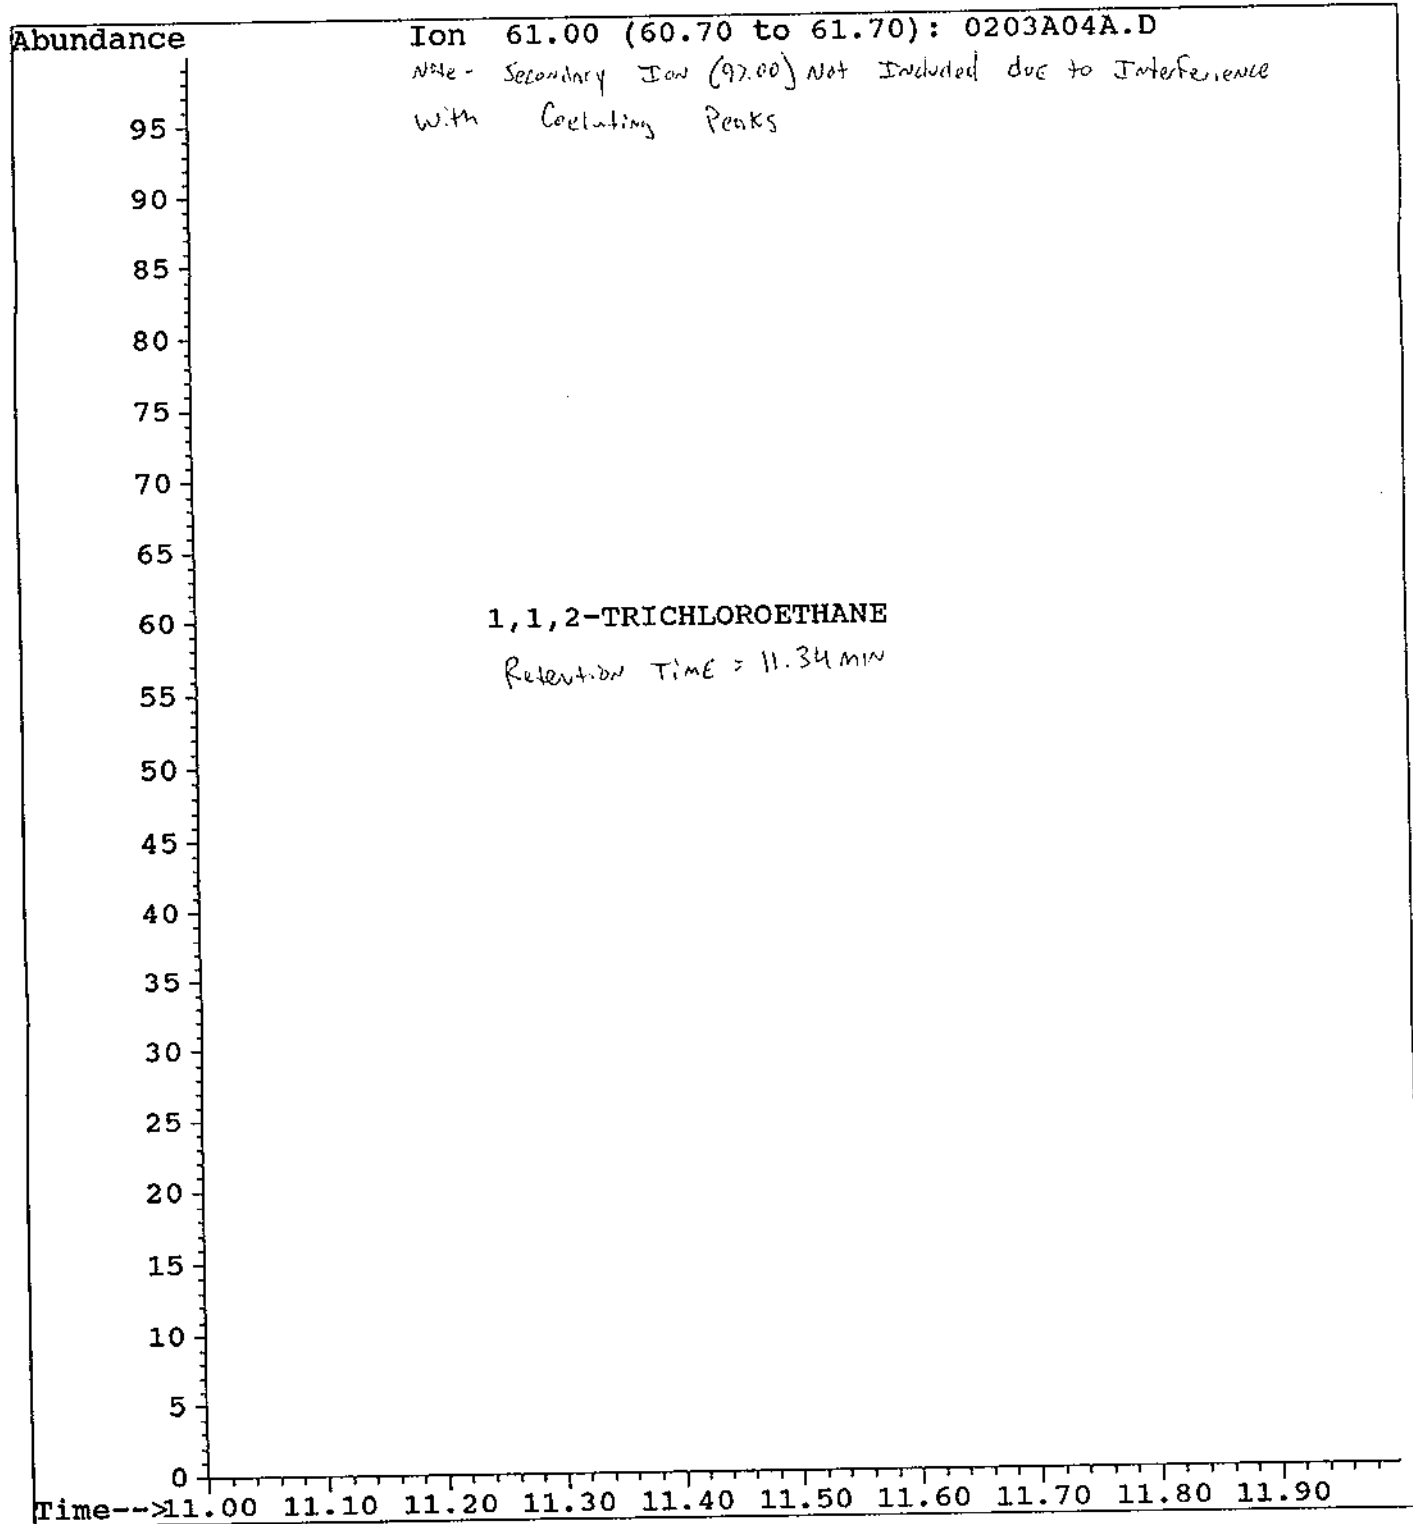 Abundance
Ion 61.00 (60.70 to 61.70): 0203A04A.D
Note- Secondary Ion (97.00) Not Included due to Interference
with Coeluting Peaks
95
90
85
80
75
70
65
60
1,1,2-TRICHLOROETHANE
Retention Time = 11.34 min
55
50
45
40
35
30
25
20
15
10
5
0
Time-->11.00 11.10 11.20 11.30 11.40 11.50 11.60 11.70 11.80 11.90